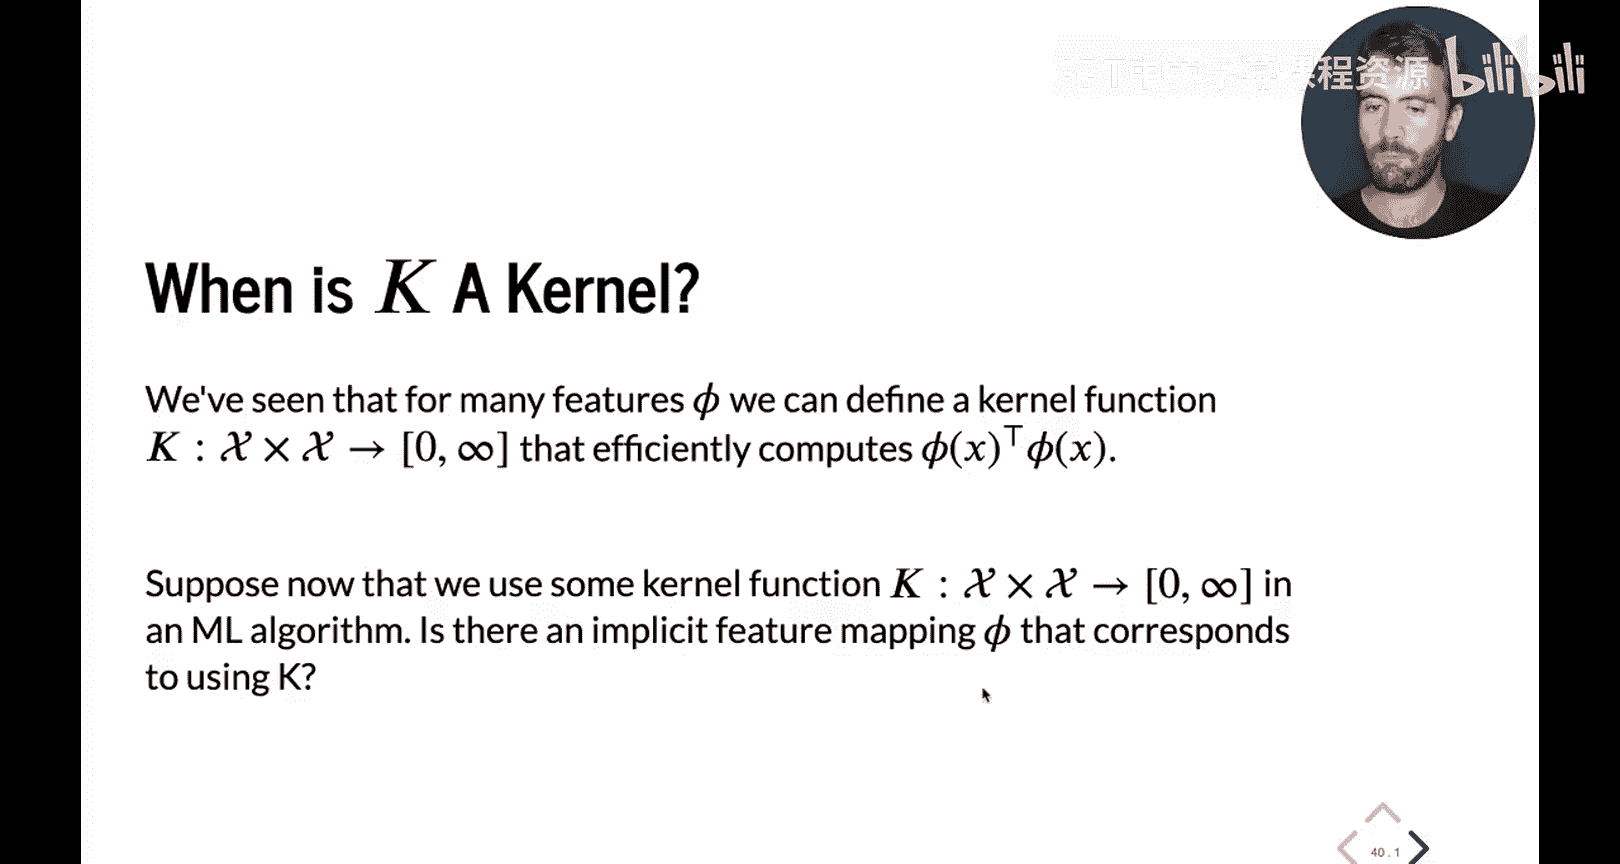 课程资源 bilibili
When is K A Kernel?
We've seen that for many features ϕ we can define a kernel function
K : 𝒳 × 𝒳 → [0, ∞] that efficiently computes ϕ(x)⊤ϕ(x).
Suppose now that we use some kernel function K : 𝒳 × 𝒳 → [0, ∞] in
an ML algorithm. Is there an implicit feature mapping ϕ that corresponds
to using K?
40.1